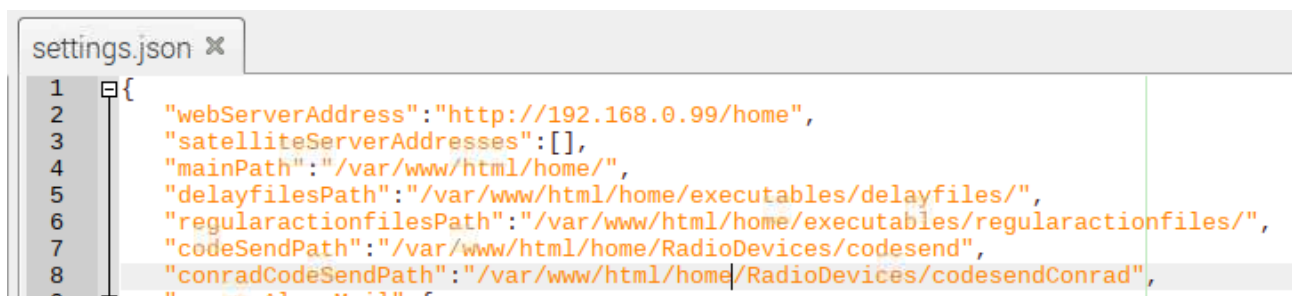 settings.json ×
1 {
2 "webServerAddress":"http://192.168.0.99/home",
3 "satelliteServerAddresses":[],
4 "mainPath":"/var/www/html/home/",
5 "delayfilesPath":"/var/www/html/home/executables/delayfiles/",
6 "regularactionfilesPath":"/var/www/html/home/executables/regularactionfiles/",
7 "codeSendPath":"/var/www/html/home/RadioDevices/codesend",
8 "conradCodeSendPath":"/var/www/html/home/RadioDevices/codesendConrad",